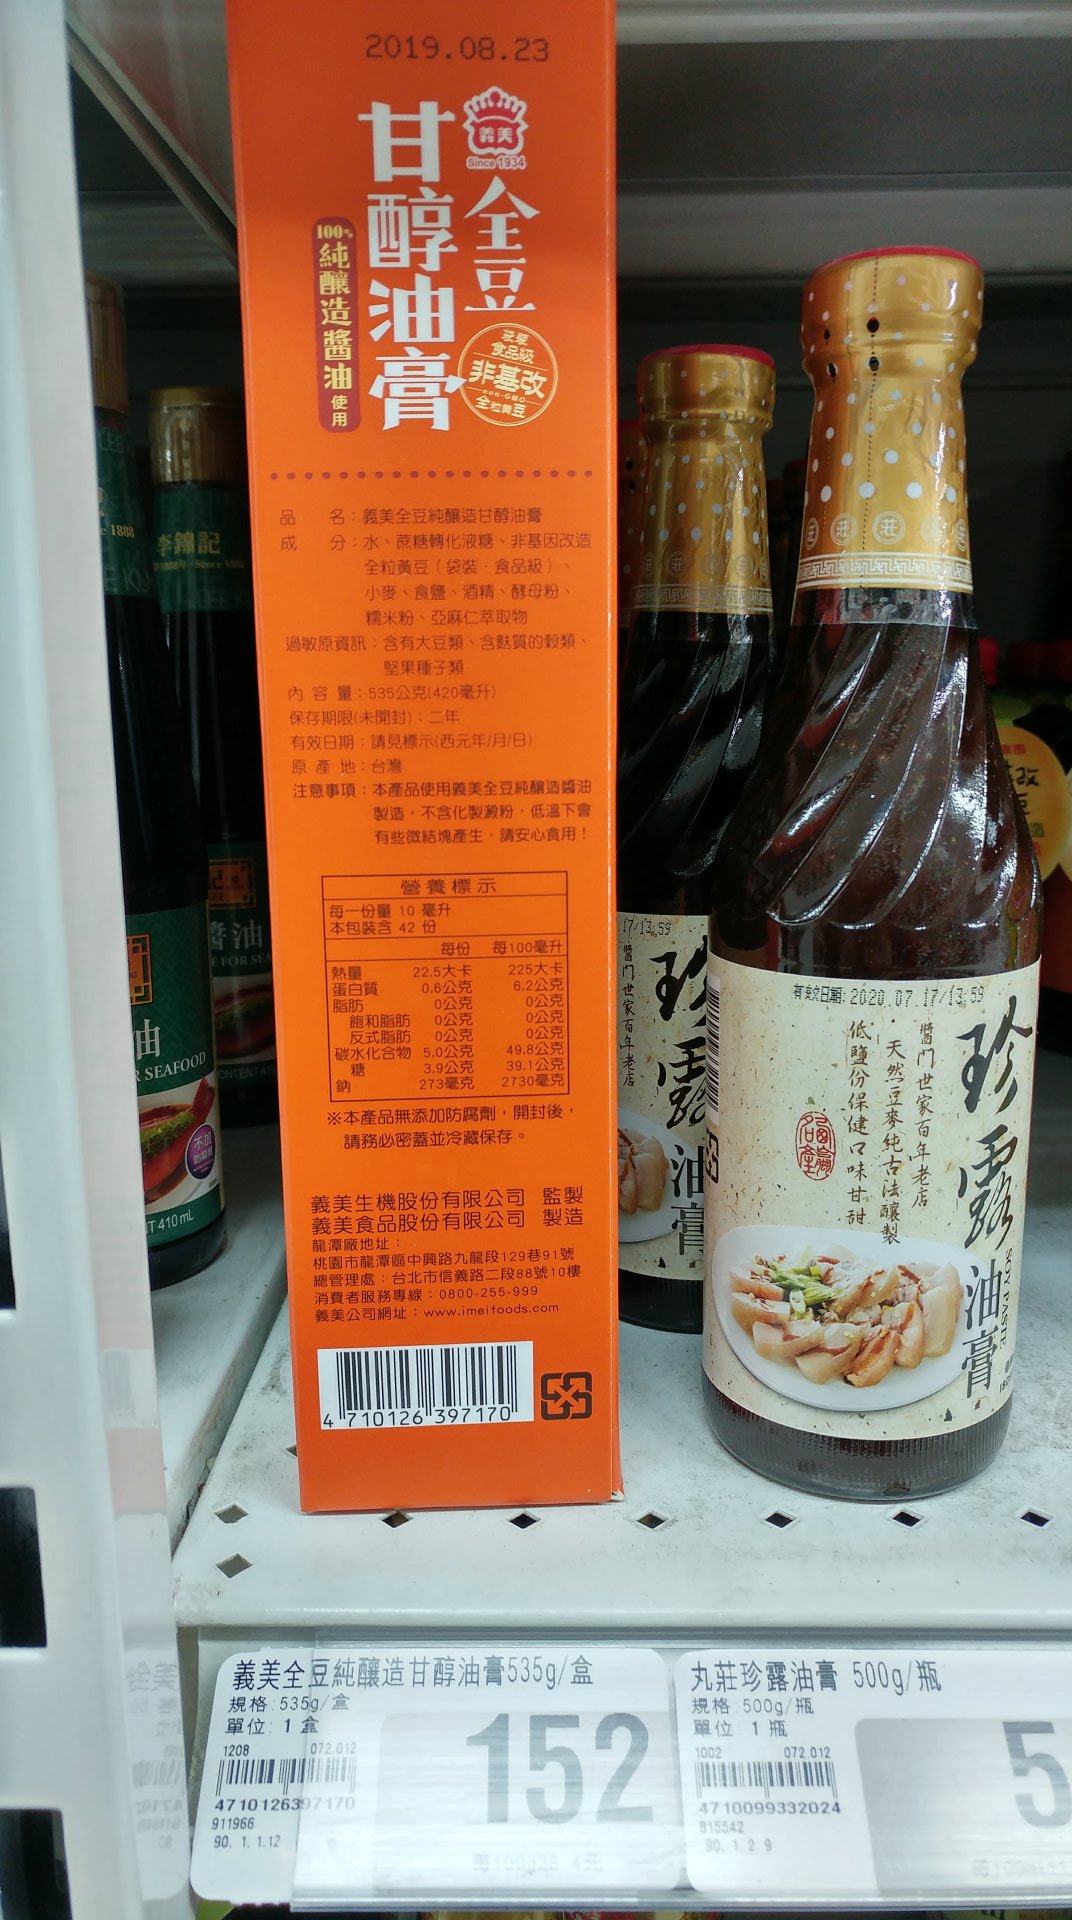 2019.08.23
義美
Since 1934
全豆
甘醇油膏
100%
純釀造醬油使用
袋裝
食品級
非基改
non-GMO
全粒黃豆
品 名：義美全豆純釀造甘醇油膏
成 分：水、蔗糖轉化液糖、非基因改造
全粒黃豆（袋裝．食品級）、
小麥、食鹽、酒精、酵母粉、
糯米粉、亞麻仁萃取物
過敏原資訊：含有大豆類、含麩質的穀類、
堅果種子類
內 容 量：535公克(420毫升)
保存期限(未開封)：二年
有效日期：請見標示(西元年/月/日)
原 產 地：台灣
注意事項：本產品使用義美全豆純釀造醬油
製造，不含化製澱粉，低溫下會
有些微結塊產生，請安心食用！
營養標示
每一份量 10 毫升
本包裝含 42 份
每份 每100毫升
熱量 22.5大卡 225大卡
蛋白質 0.6公克 6.2公克
脂肪 0公克 0公克
飽和脂肪 0公克 0公克
反式脂肪 0公克 0公克
碳水化合物 5.0公克 49.8公克
糖 3.9公克 39.1公克
鈉 273毫克 2730毫克
※本產品無添加防腐劑，開封後，
請務必密蓋並冷藏保存。
義美生機股份有限公司 監製
義美食品股份有限公司 製造
龍潭廠地址：
桃園市龍潭區中興路九龍段129巷91號
總管理處：台北市信義路二段88號10樓
消費者服務專線：0800-255-999
義美公司網址：www.imeifoods.com
4 710126 397170
李錦記
Since 1888
醬油
油
SEAFOOD
410mL
不加
防腐劑
17/13:59
醬門世家百年老店
珍露
油膏
莊
有效日期:2020.07.17/13:59
珍露
油膏
SOY PASTE
醬門世家百年老店
．天然豆麥純古法釀製
低鹽份保健口味甘甜
名產
義美全豆純釀造甘醇油膏535g/盒
規格:535g/盒
單位: 1 盒
1208 072.012
152
4710126397170
911966
90. 1. 1.12
丸莊珍露油膏 500g/瓶
規格:500g/瓶
單位: 1 瓶
1002 072.012
5
4710099332024
815542
90. 1 2 9